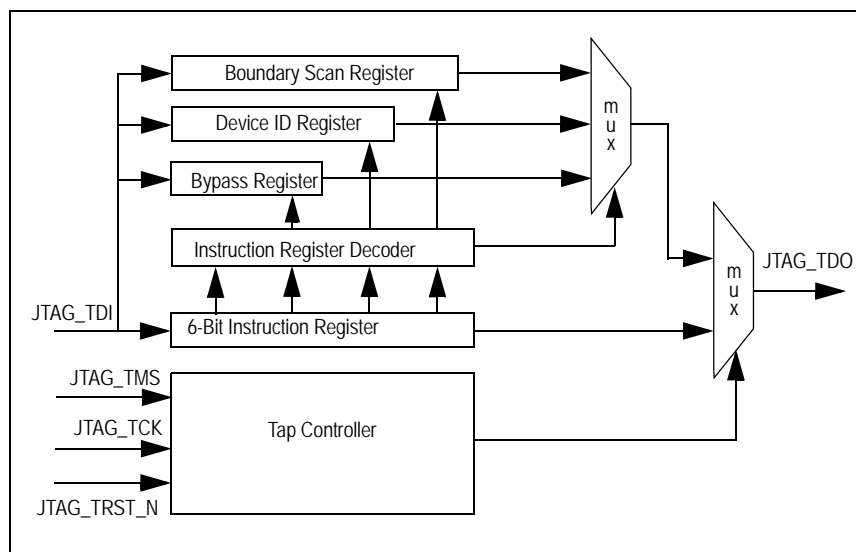 Boundary Scan Register
Device ID Register
Bypass Register
Instruction Register Decoder
6-Bit Instruction Register
Tap Controller
JTAG_TDI
JTAG_TMS
JTAG_TCK
JTAG_TRST_N
m
u
x
m
u
x
JTAG_TDO